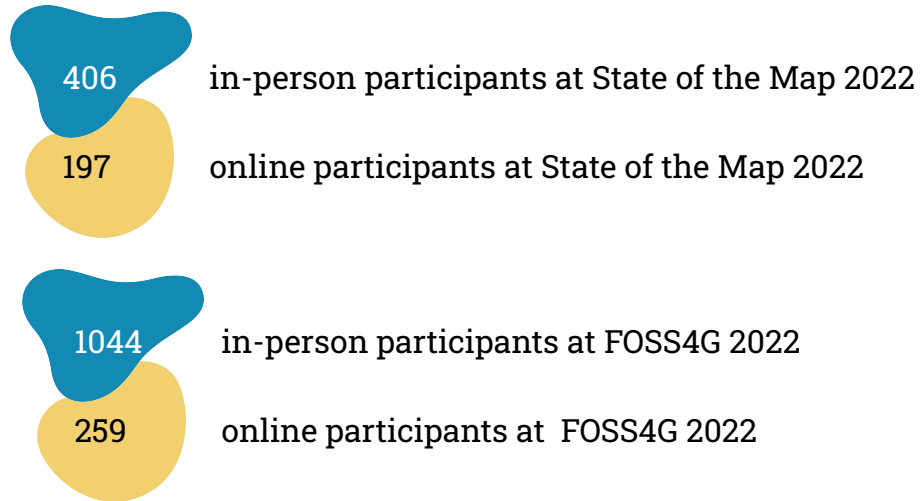 406 in-person participants at State of the Map 2022
197 online participants at State of the Map 2022
1044 in-person participants at FOSS4G 2022
259 online participants at FOSS4G 2022